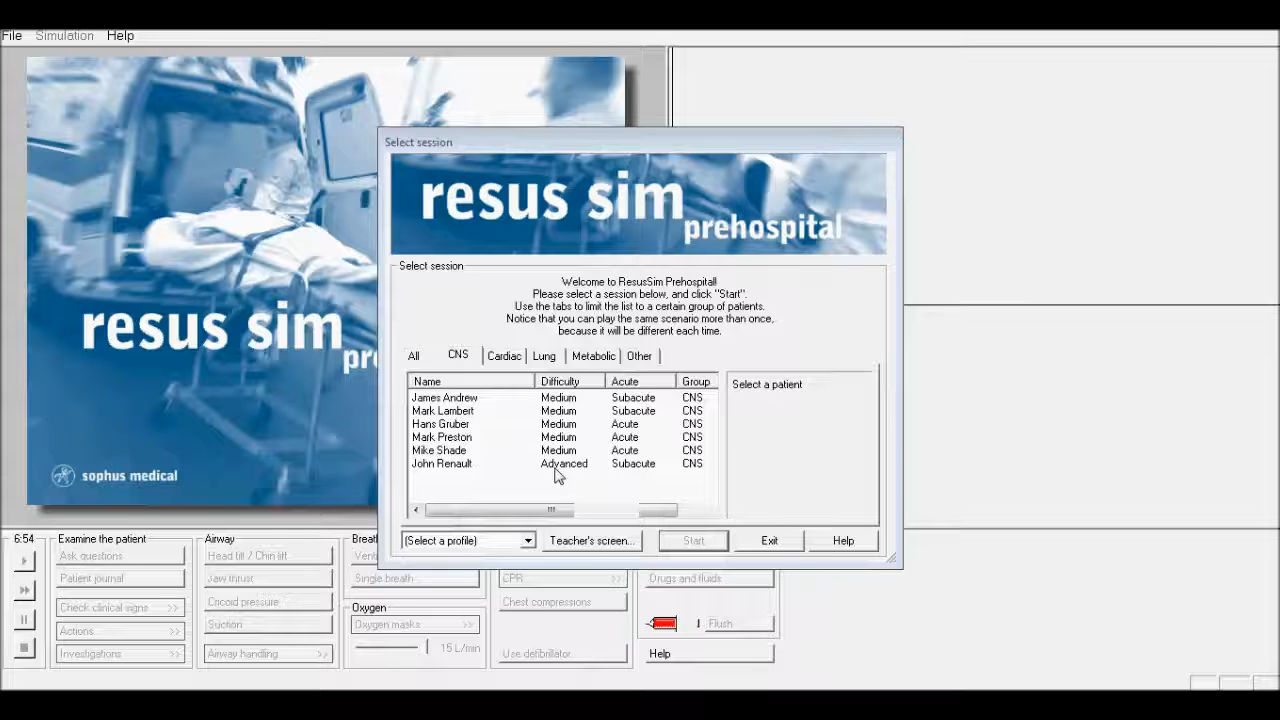 File Simulation Help
resus sim
sophus medical
Select session
resus sim
prehospital
Select session
Welcome to ResusSim Prehospital!
Please select a session below, and click "Start".
Use the tabs to limit the list to a certain group of patients.
Notice that you can play the same scenario more than once,
because it will be different each time.
All CNS Cardiac Lung Metabolic Other
Name Difficulty Acute Group
James Andrew Medium Subacute CNS
Mark Lambert Medium Subacute CNS
Hans Gruber Medium Acute CNS
Mark Preston Medium Acute CNS
Mike Shade Medium Acute CNS
John Renault Advanced Subacute CNS
Select a patient
(Select a profile) Teacher's screen... Start Exit Help
6:54
Examine the patient
Ask questions
Patient journal
Check clinical signs >>
Actions >>
Investigations >>
Airway
Head tilt / Chin lift
Jaw thrust
Cricoid pressure
Suction
Airway handling >>
Single breath
Oxygen
Oxygen masks >>
15 L/min
CPR >>
Chest compressions
Use defibrillator
Drugs and fluids
Flush
Help